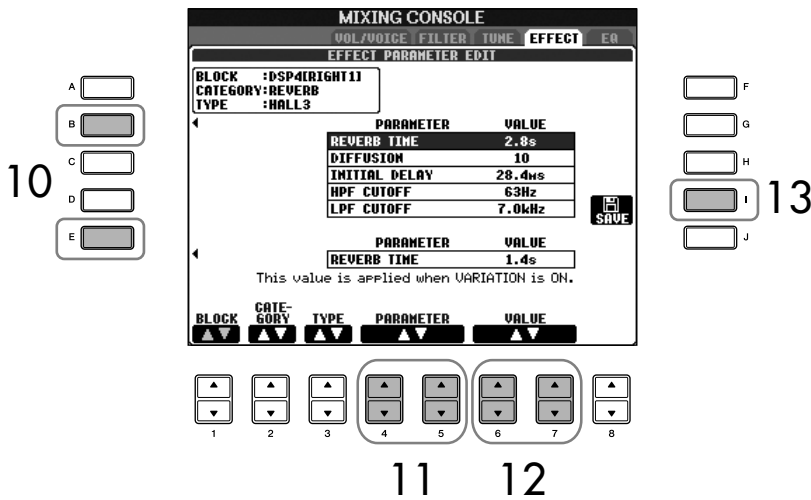 MIXING CONSOLE
VOL/VOICE FILTER TUNE EFFECT EQ
EFFECT PARAMETER EDIT
BLOCK :DSP4[RIGHT1]
CATEGORY:REVERB
TYPE :HALL3
PARAMETER VALUE
REVERB TIME 2.8s
DIFFUSION 10
INITIAL DELAY 28.4ms
HPF CUTOFF 63Hz
LPF CUTOFF 7.0kHz
SAVE
PARAMETER VALUE
REVERB TIME 1.4s
This value is applied when VARIATION is ON.
BLOCK CATE-GORY TYPE PARAMETER VALUE
A
B
C
D
E
10
F
G
H
I
J
13
1 2 3 4 5 6 7 8
11 12